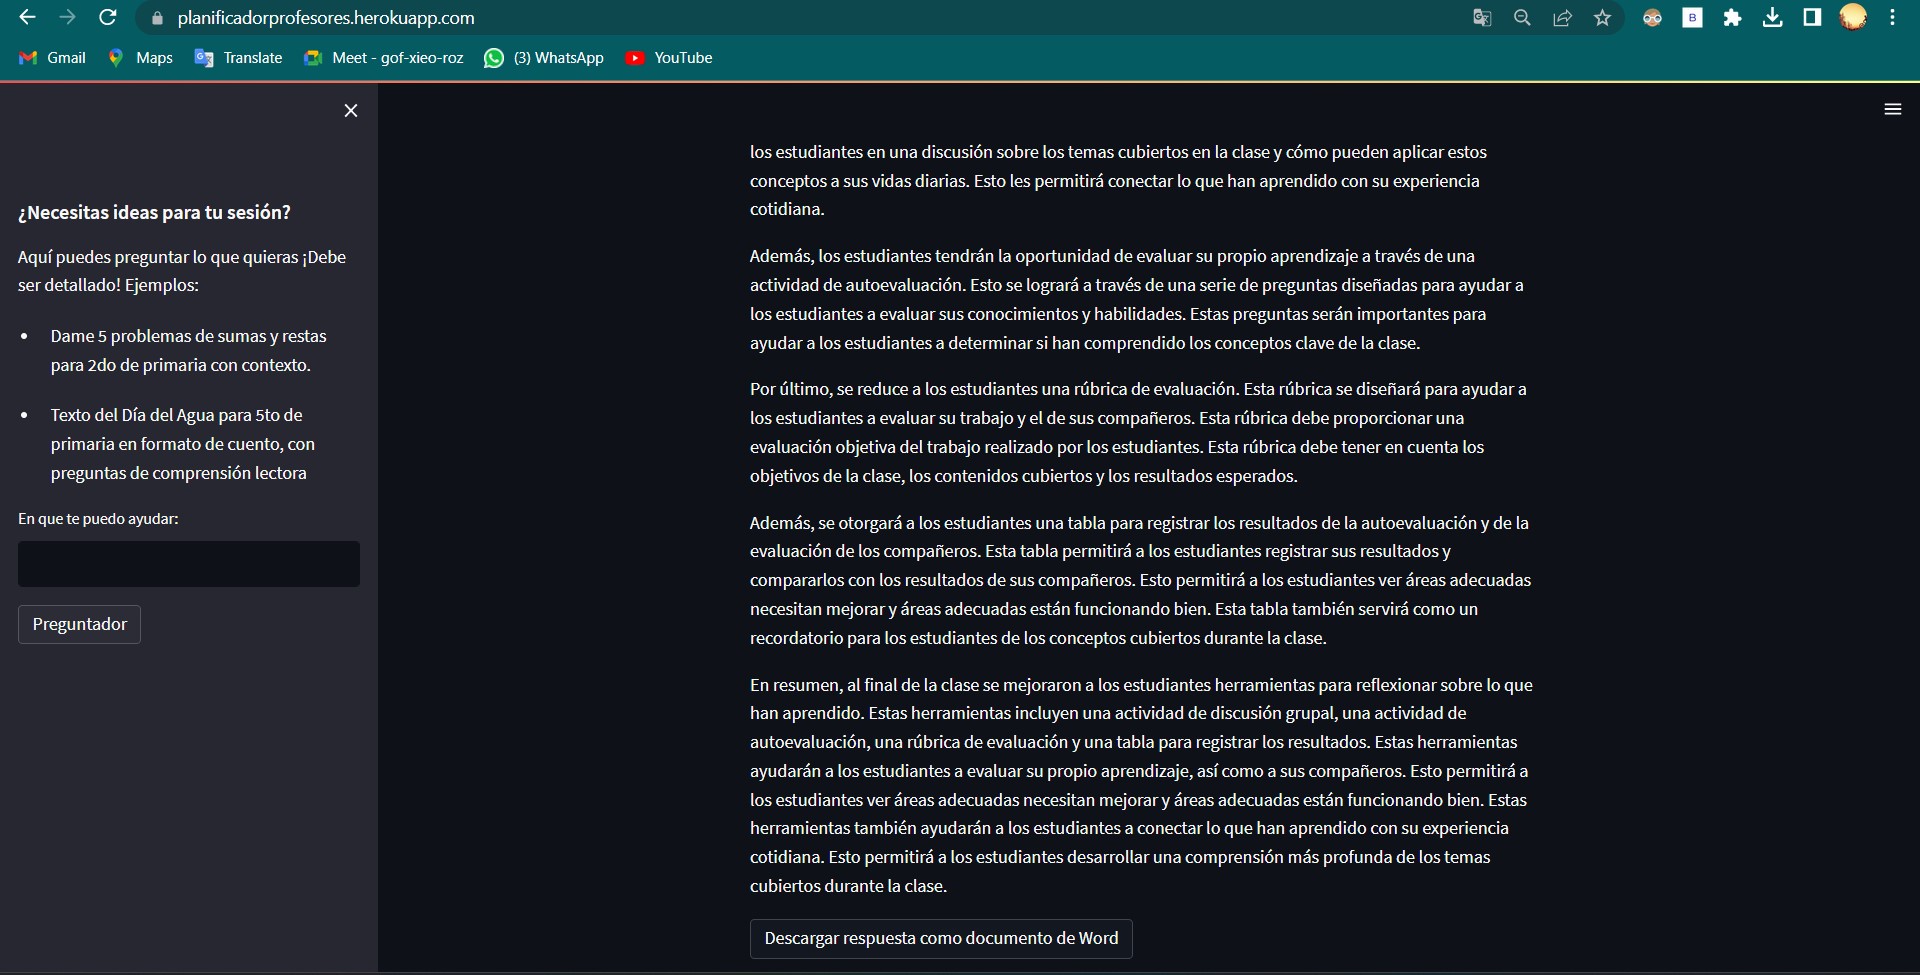 planificadorprofesores.herokuapp.com
B
Gmail
Maps
Translate
Meet - gof-xieo-roz
(3) WhatsApp
YouTube
¿Necesitas ideas para tu sesión?
Aquí puedes preguntar lo que quieras ¡Debe
ser detallado! Ejemplos:
• Dame 5 problemas de sumas y restas
para 2do de primaria con contexto.
• Texto del Día del Agua para 5to de
primaria en formato de cuento, con
preguntas de comprensión lectora
En que te puedo ayudar:
Preguntador
los estudiantes en una discusión sobre los temas cubiertos en la clase y cómo pueden aplicar estos
conceptos a sus vidas diarias. Esto les permitirá conectar lo que han aprendido con su experiencia
cotidiana.
Además, los estudiantes tendrán la oportunidad de evaluar su propio aprendizaje a través de una
actividad de autoevaluación. Esto se logrará a través de una serie de preguntas diseñadas para ayudar a
los estudiantes a evaluar sus conocimientos y habilidades. Estas preguntas serán importantes para
ayudar a los estudiantes a determinar si han comprendido los conceptos clave de la clase.
Por último, se reduce a los estudiantes una rúbrica de evaluación. Esta rúbrica se diseñará para ayudar a
los estudiantes a evaluar su trabajo y el de sus compañeros. Esta rúbrica debe proporcionar una
evaluación objetiva del trabajo realizado por los estudiantes. Esta rúbrica debe tener en cuenta los
objetivos de la clase, los contenidos cubiertos y los resultados esperados.
Además, se otorgará a los estudiantes una tabla para registrar los resultados de la autoevaluación y de la
evaluación de los compañeros. Esta tabla permitirá a los estudiantes registrar sus resultados y
compararlos con los resultados de sus compañeros. Esto permitirá a los estudiantes ver áreas adecuadas
necesitan mejorar y áreas adecuadas están funcionando bien. Esta tabla también servirá como un
recordatorio para los estudiantes de los conceptos cubiertos durante la clase.
En resumen, al final de la clase se mejoraron a los estudiantes herramientas para reflexionar sobre lo que
han aprendido. Estas herramientas incluyen una actividad de discusión grupal, una actividad de
autoevaluación, una rúbrica de evaluación y una tabla para registrar los resultados. Estas herramientas
ayudarán a los estudiantes a evaluar su propio aprendizaje, así como a sus compañeros. Esto permitirá a
los estudiantes ver áreas adecuadas necesitan mejorar y áreas adecuadas están funcionando bien. Estas
herramientas también ayudarán a los estudiantes a conectar lo que han aprendido con su experiencia
cotidiana. Esto permitirá a los estudiantes desarrollar una comprensión más profunda de los temas
cubiertos durante la clase.
Descargar respuesta como documento de Word